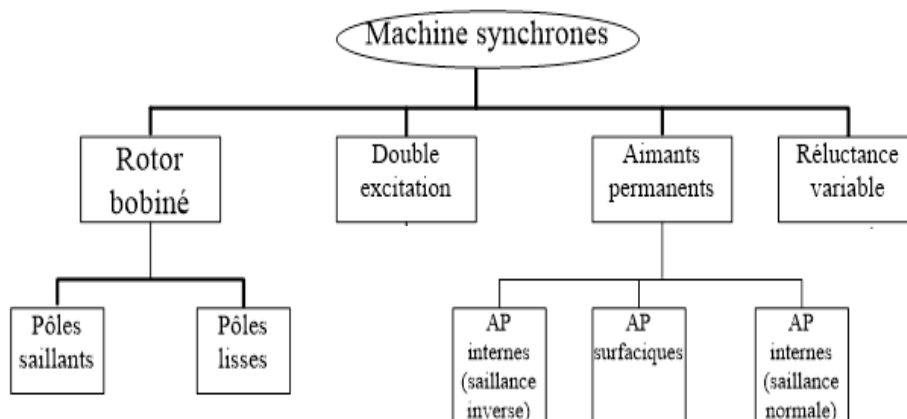 Machine synchrones
Rotor
bobiné
Double
excitation
Aimants
permanents
Réluctance
variable
Pôles
saillants
Pôles
lisses
AP
internes
(saillance
inverse)
AP
surfaciques
AP
internes
(saillance
normale)